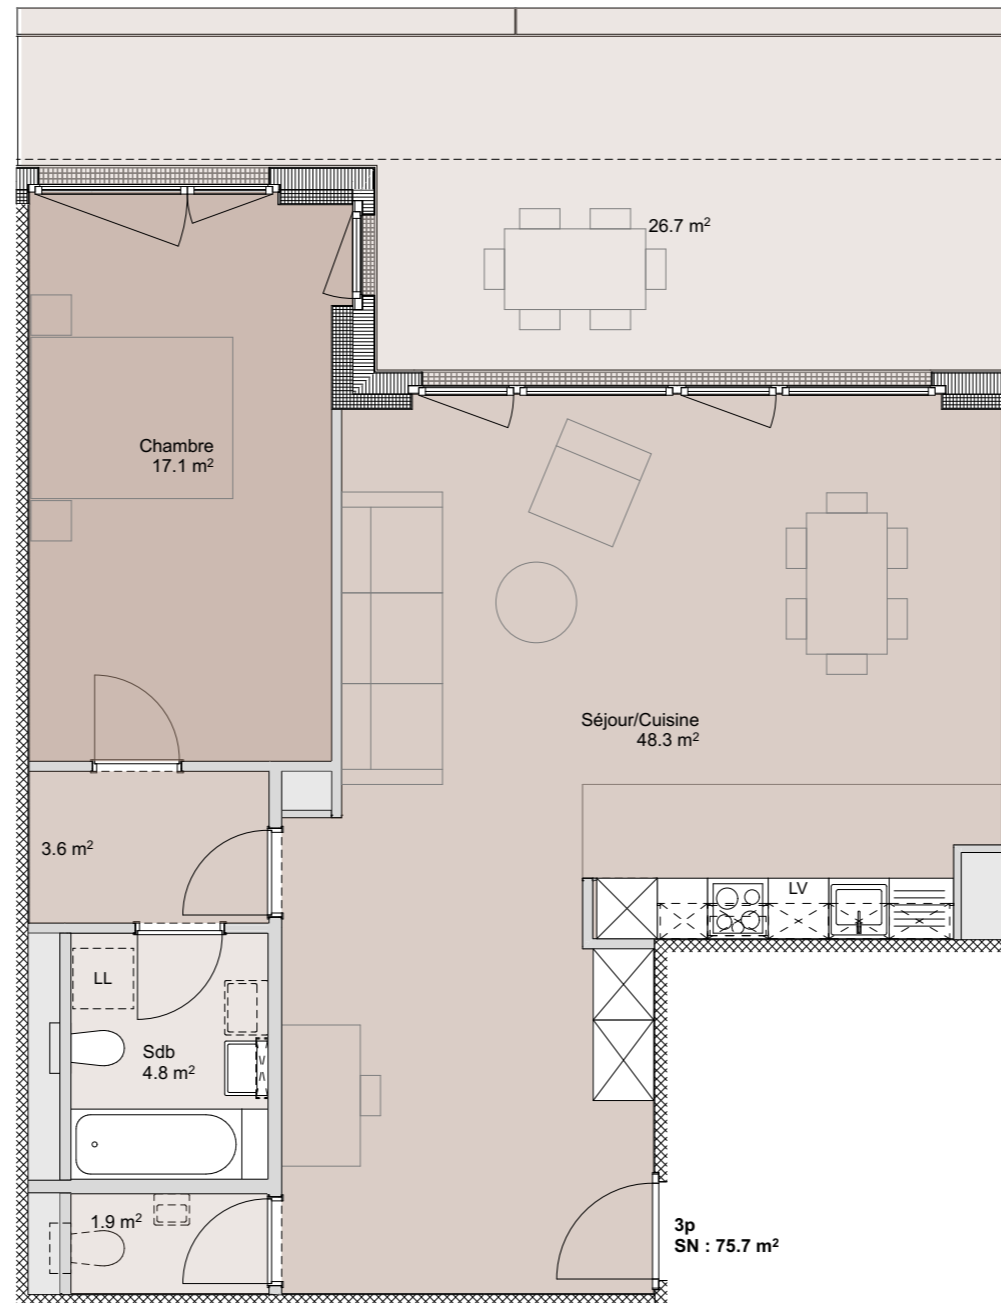 26.7 m²
Chambre
17.1 m²
Séjour/Cuisine
48.3 m²
3.6 m²
LV
LL
Sdb
4.8 m²
1.9 m²
3p
SN : 75.7 m²